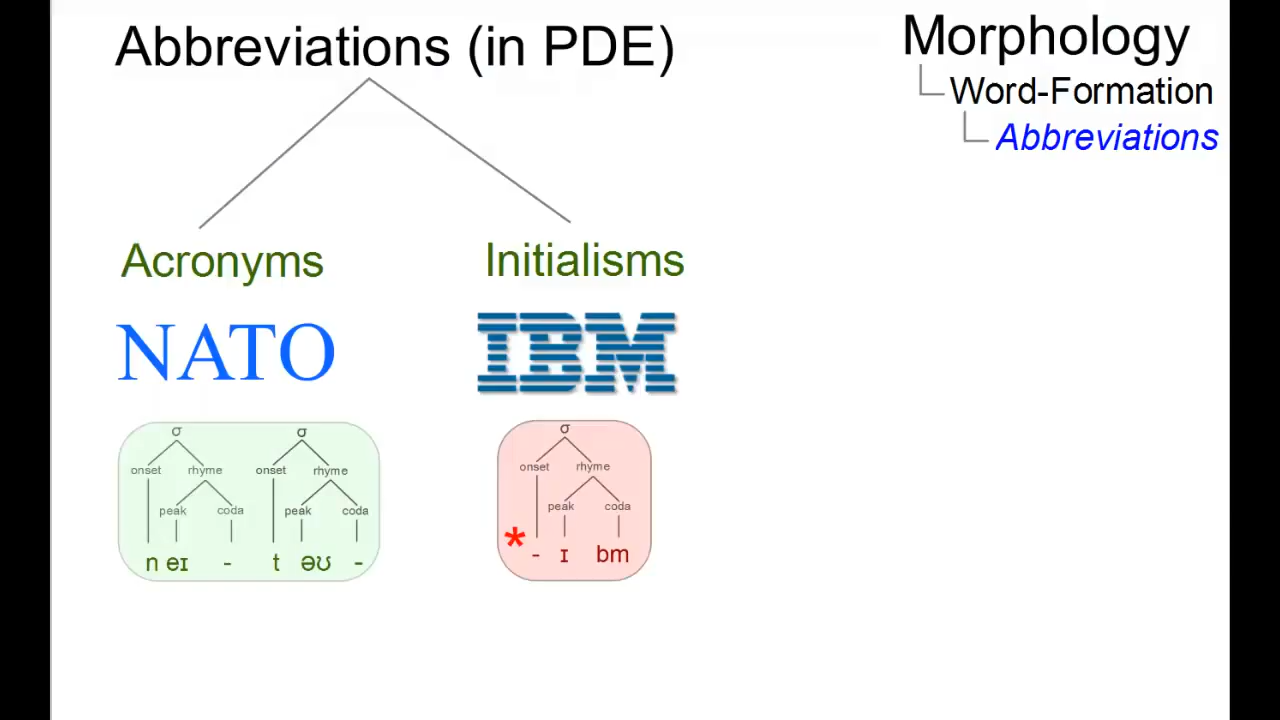 Abbreviations (in PDE)
Morphology
Word-Formation
Abbreviations
Acronyms
Initialisms
NATO
IBM
σ σ
onset rhyme onset rhyme
peak coda peak coda
n eɪ - t əʊ -
σ
onset rhyme
peak coda
* - ɪ bm